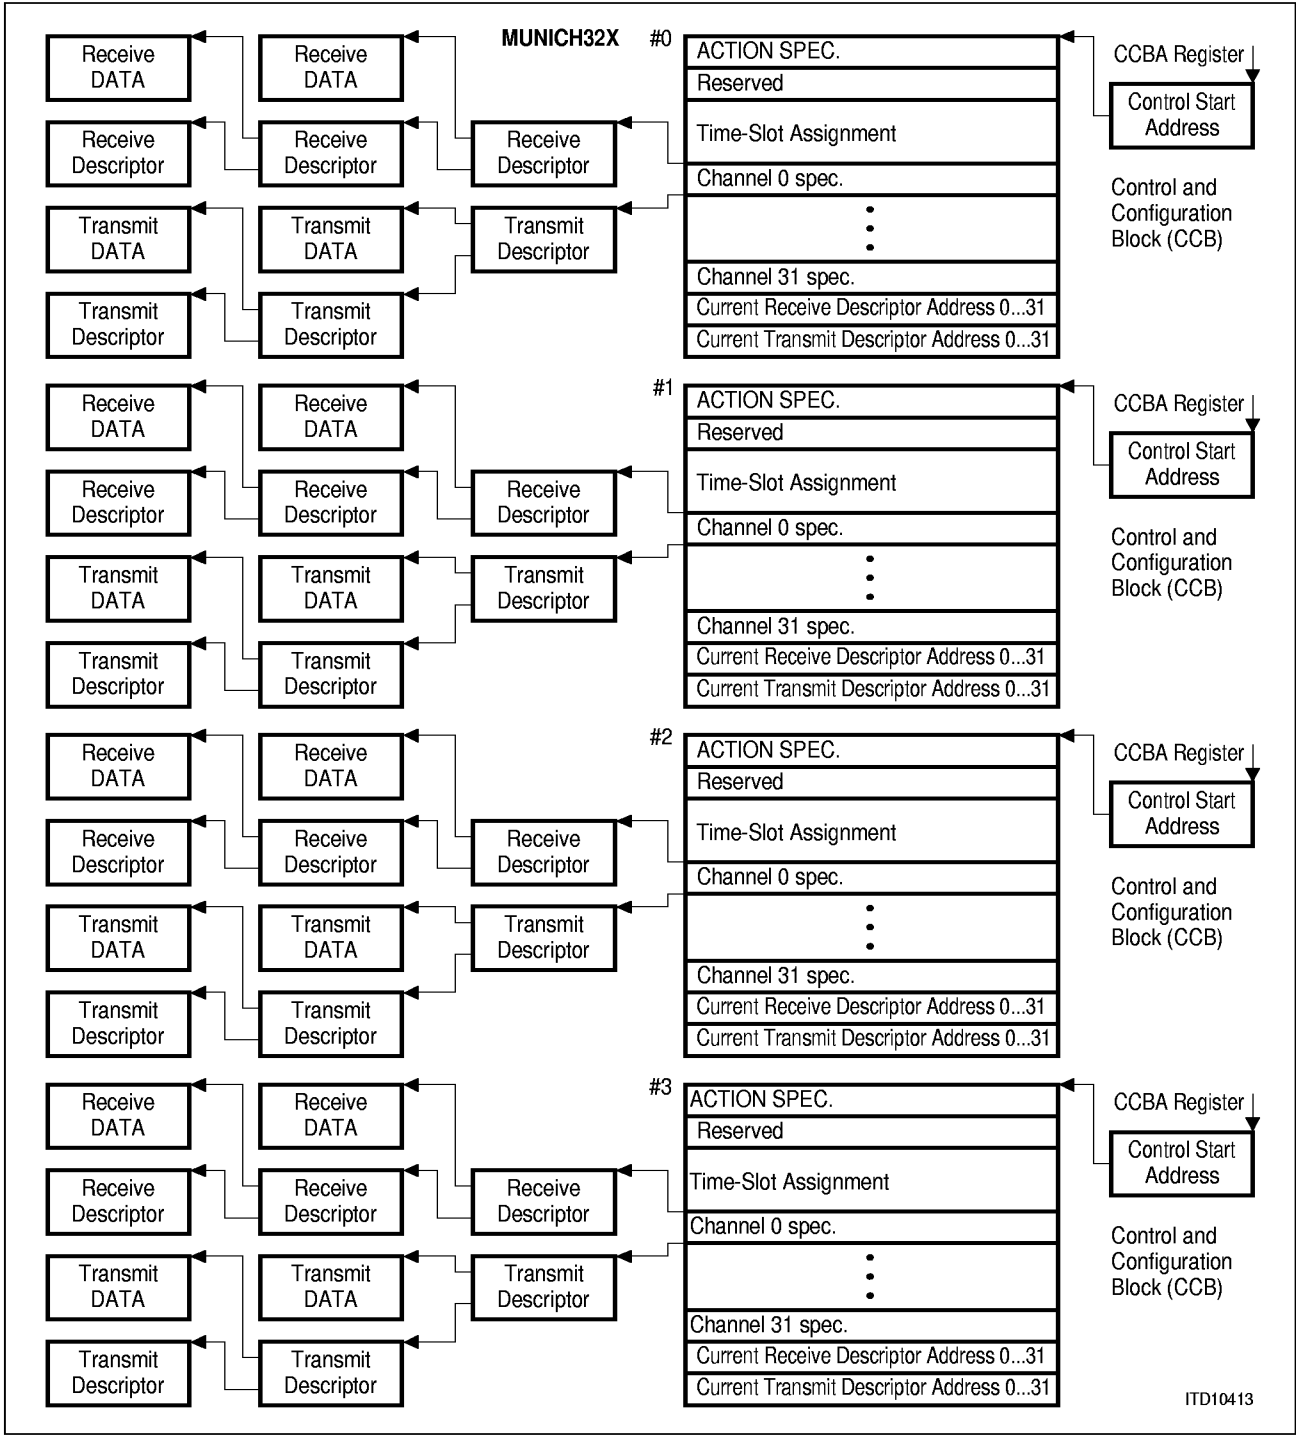 MUNICH32X
#0
Receive
DATA
Receive
DATA
Receive
Descriptor
Receive
Descriptor
Receive
Descriptor
Transmit
DATA
Transmit
DATA
Transmit
Descriptor
Transmit
Descriptor
Transmit
Descriptor
ACTION SPEC.
Reserved
Time-Slot Assignment
Channel 0 spec.
Channel 31 spec.
Current Receive Descriptor Address 0...31
Current Transmit Descriptor Address 0...31
CCBA Register
Control Start
Address
Control and
Configuration
Block (CCB)
#1
Receive
DATA
Receive
DATA
Receive
Descriptor
Receive
Descriptor
Receive
Descriptor
Transmit
DATA
Transmit
DATA
Transmit
Descriptor
Transmit
Descriptor
Transmit
Descriptor
ACTION SPEC.
Reserved
Time-Slot Assignment
Channel 0 spec.
Channel 31 spec.
Current Receive Descriptor Address 0...31
Current Transmit Descriptor Address 0...31
CCBA Register
Control Start
Address
Control and
Configuration
Block (CCB)
#2
Receive
DATA
Receive
DATA
Receive
Descriptor
Receive
Descriptor
Receive
Descriptor
Transmit
DATA
Transmit
DATA
Transmit
Descriptor
Transmit
Descriptor
Transmit
Descriptor
ACTION SPEC.
Reserved
Time-Slot Assignment
Channel 0 spec.
Channel 31 spec.
Current Receive Descriptor Address 0...31
Current Transmit Descriptor Address 0...31
CCBA Register
Control Start
Address
Control and
Configuration
Block (CCB)
#3
Receive
DATA
Receive
DATA
Receive
Descriptor
Receive
Descriptor
Receive
Descriptor
Transmit
DATA
Transmit
DATA
Transmit
Descriptor
Transmit
Descriptor
Transmit
Descriptor
ACTION SPEC.
Reserved
Time-Slot Assignment
Channel 0 spec.
Channel 31 spec.
Current Receive Descriptor Address 0...31
Current Transmit Descriptor Address 0...31
CCBA Register
Control Start
Address
Control and
Configuration
Block (CCB)
ITD10413